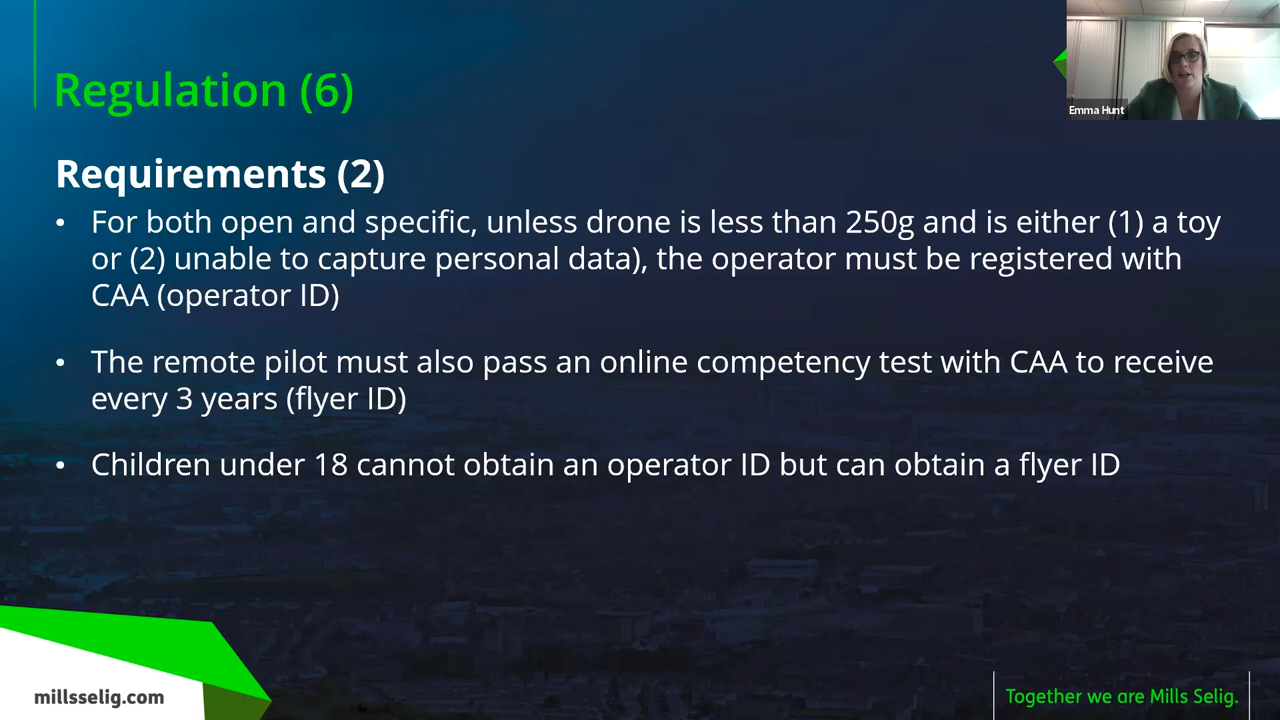 Regulation (6)
Emma Hunt
Requirements (2)
• For both open and specific, unless drone is less than 250g and is either (1) a toy
or (2) unable to capture personal data), the operator must be registered with
CAA (operator ID)
• The remote pilot must also pass an online competency test with CAA to receive
every 3 years (flyer ID)
• Children under 18 cannot obtain an operator ID but can obtain a flyer ID
millsselig.com
Together we are Mills Selig.